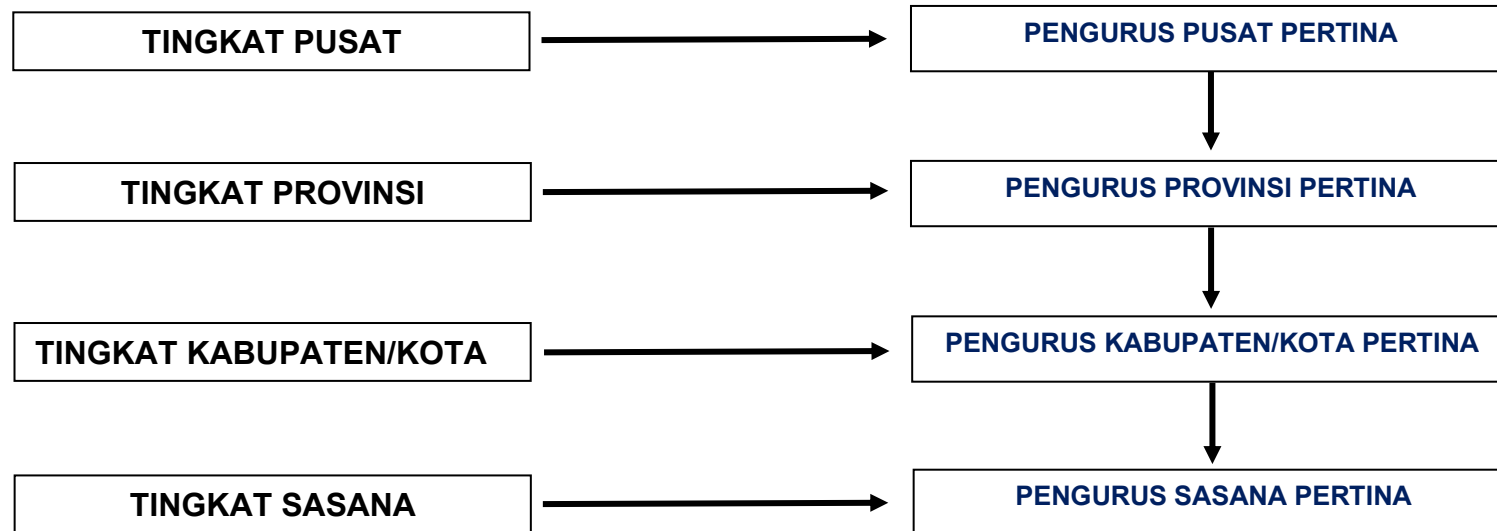 TINGKAT PUSAT
PENGURUS PUSAT PERTINA
TINGKAT PROVINSI
PENGURUS PROVINSI PERTINA
TINGKAT KABUPATEN/KOTA
PENGURUS KABUPATEN/KOTA PERTINA
TINGKAT SASANA
PENGURUS SASANA PERTINA